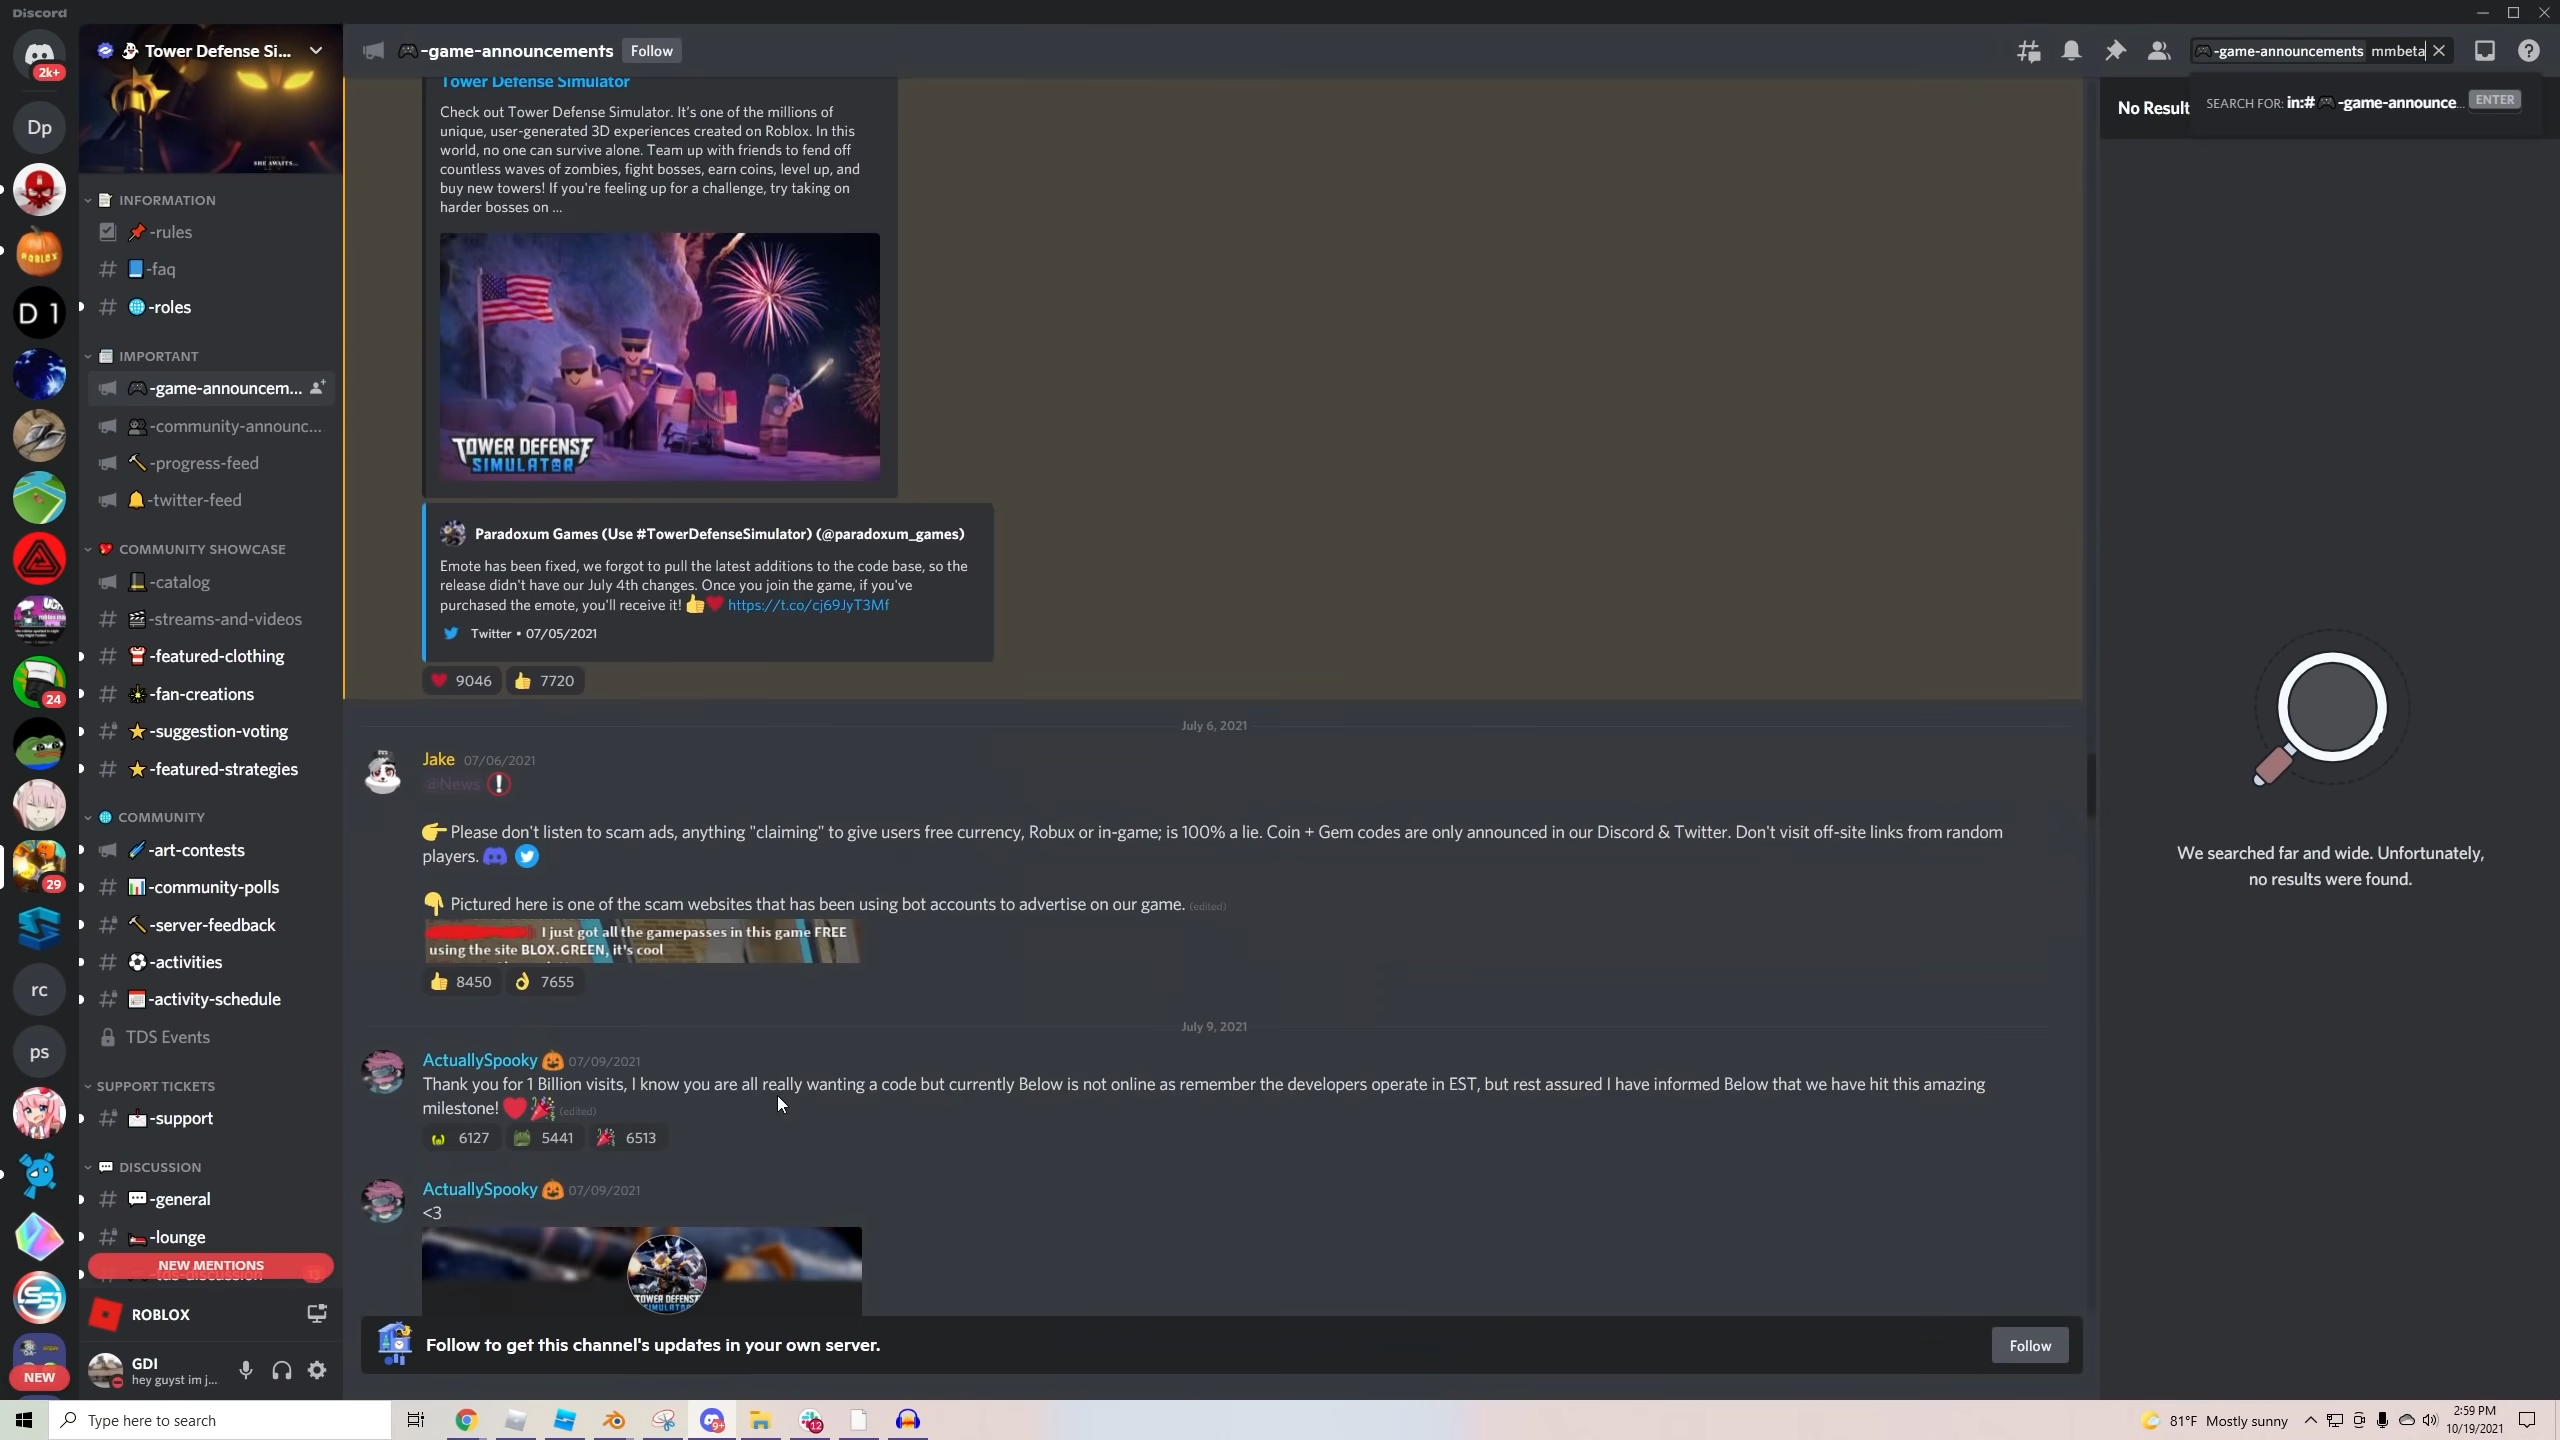 Discord
2k+
Tower Defense Si...
-game-announcements
Follow
-game-announcements mmbeta
SEARCH FOR: in:# -game-announce...
ENTER
No Result
Dp
SHE AWAITS...
INFORMATION
-rules
-faq
-roles
IMPORTANT
-game-announcem...
-community-announc...
-progress-feed
-twitter-feed
COMMUNITY SHOWCASE
-catalog
-streams-and-videos
-featured-clothing
-fan-creations
-suggestion-voting
-featured-strategies
COMMUNITY
-art-contests
-community-polls
-server-feedback
-activities
-activity-schedule
TDS Events
SUPPORT TICKETS
-support
DISCUSSION
-general
-lounge
NEW MENTIONS
ROBLOX
D 1
24
29
rc
ps
NEW
ROBLOX
GDI
hey guyst im j...
Tower Defense Simulator
Check out Tower Defense Simulator. It's one of the millions of
unique, user-generated 3D experiences created on Roblox. In this
world, no one can survive alone. Team up with friends to fend off
countless waves of zombies, fight bosses, earn coins, level up, and
buy new towers! If you're feeling up for a challenge, try taking on
harder bosses on ...
TOWER DEFENSE
SIMULATOR
Paradoxum Games (Use #TowerDefenseSimulator) (@paradoxum_games)
Emote has been fixed, we forgot to pull the latest additions to the code base, so the
release didn't have our July 4th changes. Once you join the game, if you've
purchased the emote, you'll receive it! 👍❤️ https://t.co/cj69JyT3Mf
Twitter • 07/05/2021
❤️ 9046 👍 7720
July 6, 2021
Jake 07/06/2021
@News
👉 Please don't listen to scam ads, anything "claiming" to give users free currency, Robux or in-game; is 100% a lie. Coin + Gem codes are only announced in our Discord & Twitter. Don't visit off-site links from random
players.
👇 Pictured here is one of the scam websites that has been using bot accounts to advertise on our game. (edited)
I just got all the gamepasses in this game FREE
using the site BLOX.GREEN, it's cool
👍 8450 👌 7655
July 9, 2021
ActuallySpooky 🎃 07/09/2021
Thank you for 1 Billion visits, I know you are all really wanting a code but currently Below is not online as remember the developers operate in EST, but rest assured I have informed Below that we have hit this amazing
milestone! ❤️ 🎉 (edited)
6127 5441 🎉 6513
ActuallySpooky 🎃 07/09/2021
<3
TOWER DEFENSE
SIMULATOR
Follow to get this channel's updates in your own server.
Follow
We searched far and wide. Unfortunately,
no results were found.
Type here to search
9+
12
81°F Mostly sunny
2:59 PM
10/19/2021